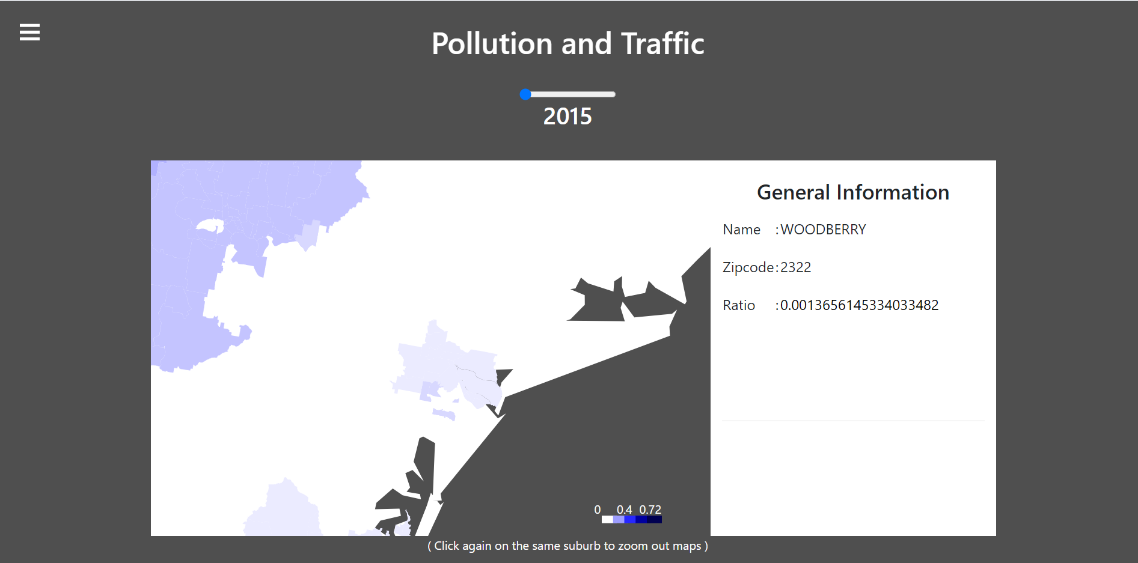 Pollution and Traffic
2015
General Information
Name :WOODBERRY
Zipcode:2322
Ratio :0.0013656145334033482
0 0.4 0.72
( Click again on the same suburb to zoom out maps )